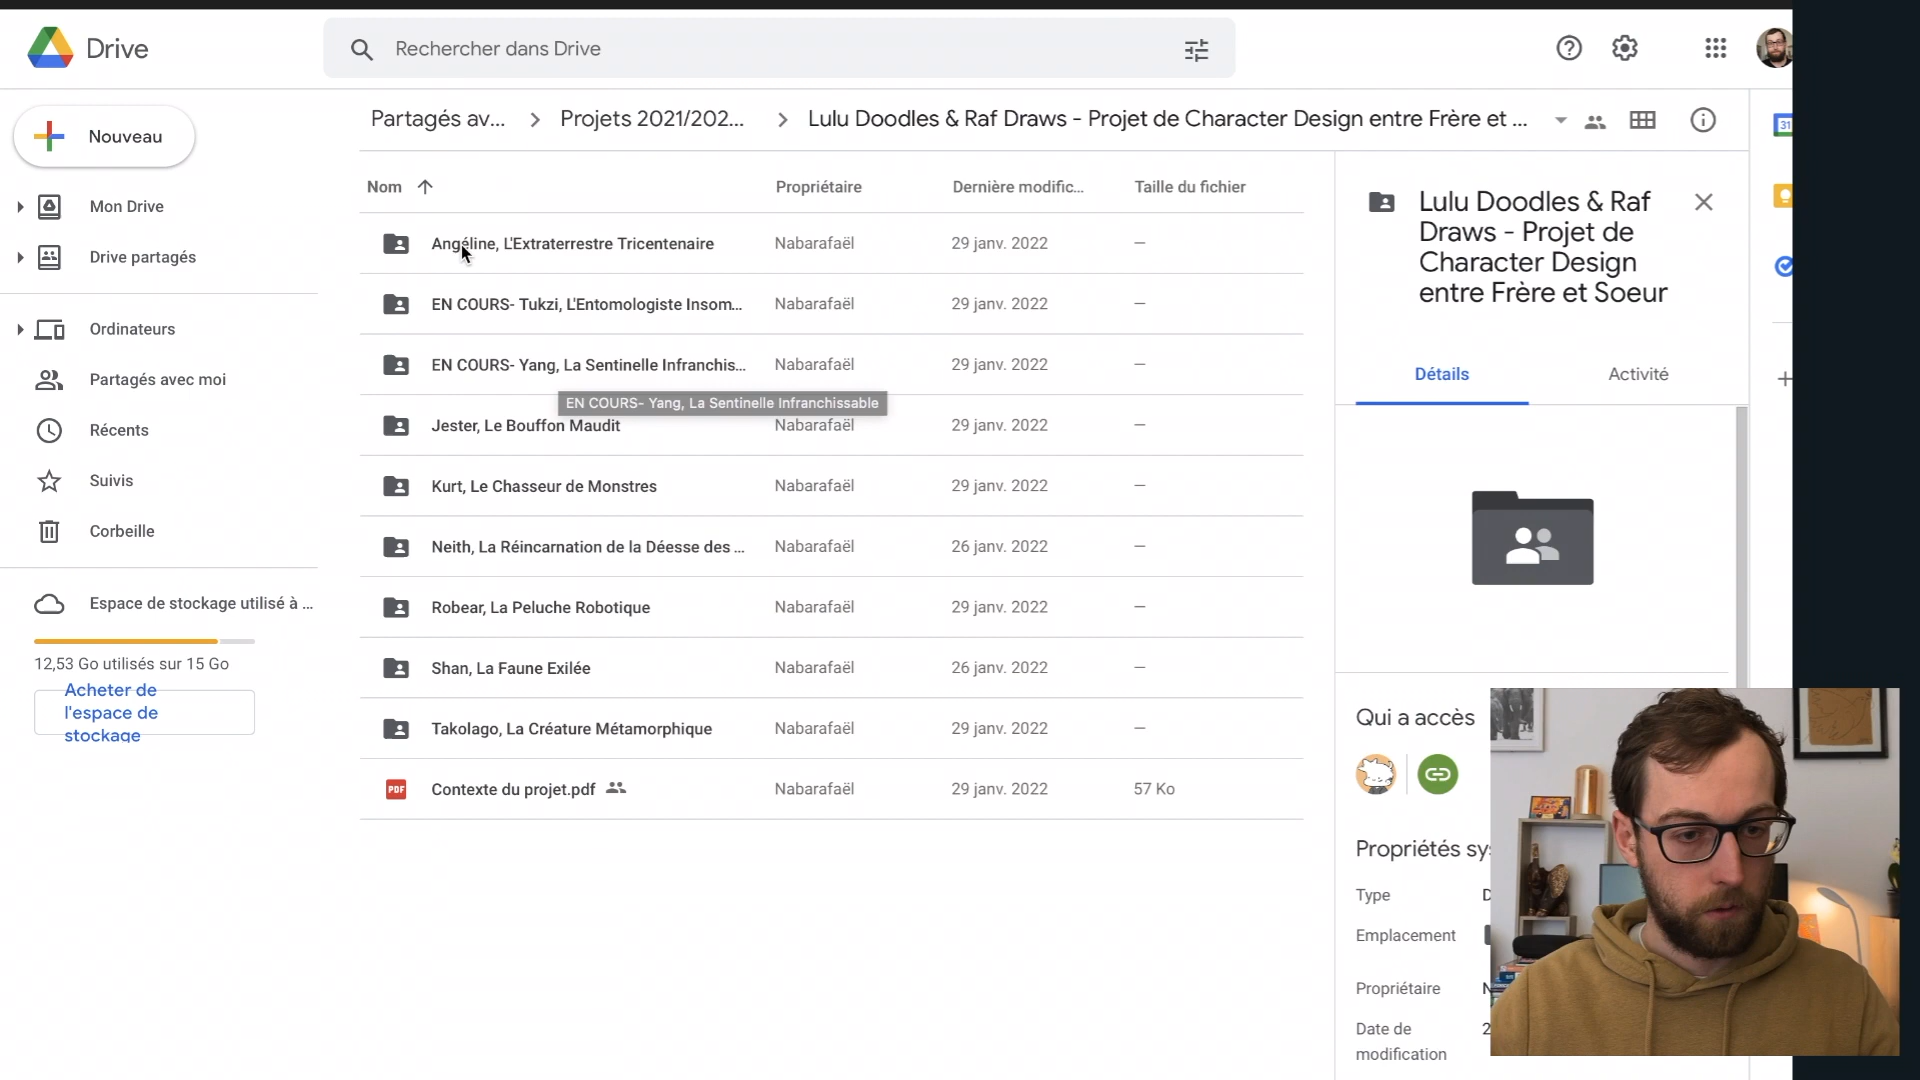 Drive
Rechercher dans Drive
Nouveau
Mon Drive
Drive partagés
Ordinateurs
Partagés avec moi
Récents
Suivis
Corbeille
Espace de stockage utilisé à ...
12,53 Go utilisés sur 15 Go
Acheter de
l'espace de
stockage
Partagés av... Projets 2021/202... Lulu Doodles & Raf Draws - Projet de Character Design entre Frère et ...
Nom Propriétaire Dernière modific... Taille du fichier
Angéline, L'Extraterrestre Tricentenaire Nabarafaël 29 janv. 2022 —
EN COURS- Tukzi, L'Entomologiste Insom... Nabarafaël 29 janv. 2022 —
EN COURS- Yang, La Sentinelle Infranchis... Nabarafaël 29 janv. 2022 —
EN COURS- Yang, La Sentinelle Infranchissable
Jester, Le Bouffon Maudit Nabarafaël 29 janv. 2022 —
Kurt, Le Chasseur de Monstres Nabarafaël 29 janv. 2022 —
Neith, La Réincarnation de la Déesse des ... Nabarafaël 26 janv. 2022 —
Robear, La Peluche Robotique Nabarafaël 29 janv. 2022 —
Shan, La Faune Exilée Nabarafaël 26 janv. 2022 —
Takolago, La Créature Métamorphique Nabarafaël 29 janv. 2022 —
PDF Contexte du projet.pdf Nabarafaël 29 janv. 2022 57 Ko
Lulu Doodles & Raf
Draws - Projet de
Character Design
entre Frère et Soeur
Détails Activité
Qui a accès
Propriétés sy
Type
Emplacement
Propriétaire
Date de
modification
31